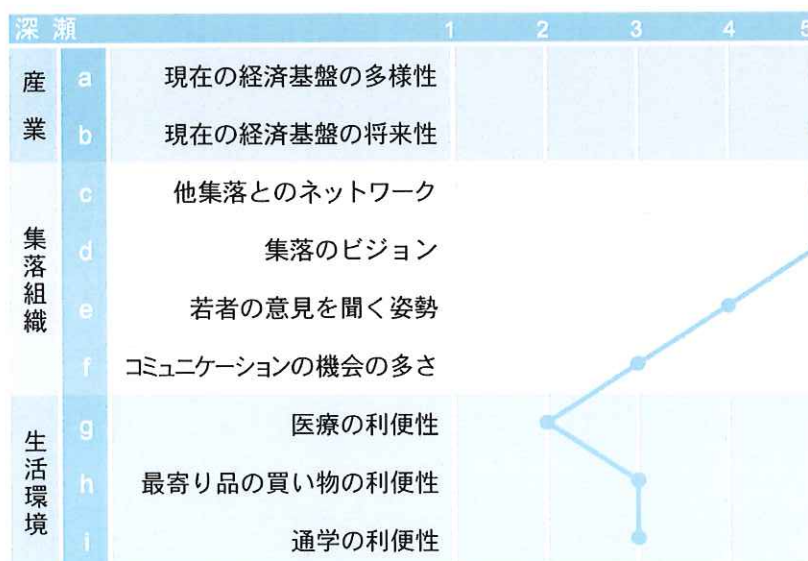 深瀬 1 2 3 4 5
産業
a 現在の経済基盤の多様性
b 現在の経済基盤の将来性
集落組織
c 他集落とのネットワーク
d 集落のビジョン
e 若者の意見を聞く姿勢
f コミュニケーションの機会の多さ
生活環境
g 医療の利便性
h 最寄り品の買い物の利便性
i 通学の利便性